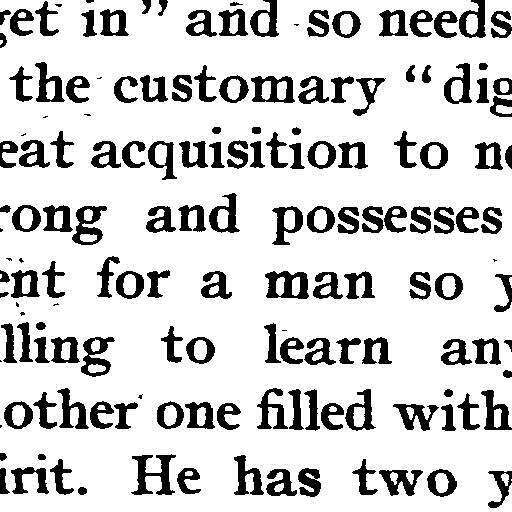 get in” and so needs
the customary “dig
eat acquisition to n
rong and possesses
ent for a man so y
lling to learn any
nother one filled with
irit. He has two y